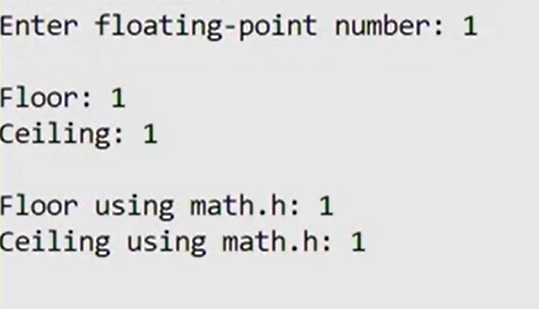 Enter floating-point number: 1
Floor: 1
Ceiling: 1
Floor using math.h: 1
Ceiling using math.h: 1